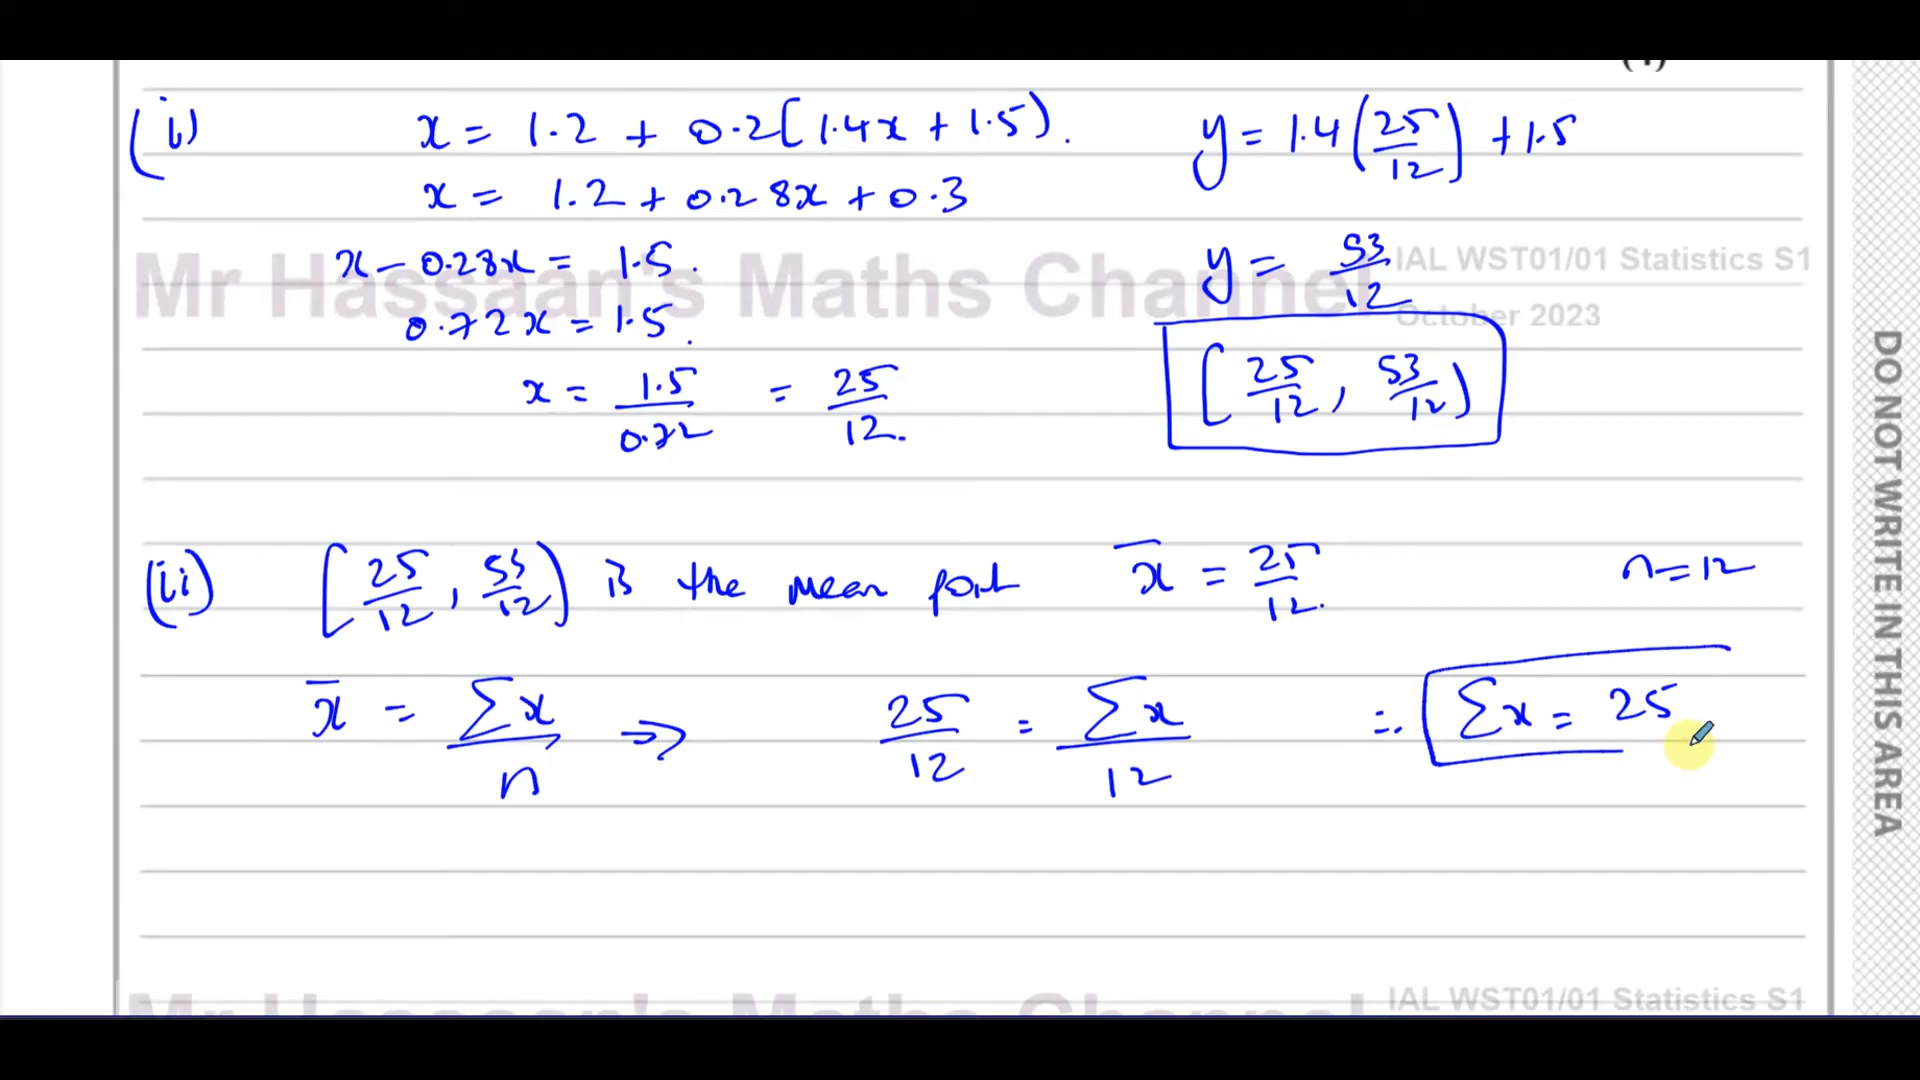 (i) x = 1.2 + 0.2(1.4x + 1.5).
x = 1.2 + 0.28x + 0.3
x - 0.28x = 1.5.
0.72x = 1.5.
x = 1.5/0.72 = 25/12.
y = 1.4(25/12) + 1.5
y = 53/12
(25/12, 53/12)
Mr Hassaan's Maths Channel
IAL WST01/01 Statistics S1
October 2023
(ii) (25/12, 53/12) is the mean point x̄ = 25/12. n = 12
x̄ = Σx/n ⇒ 25/12 = Σx/12 ∴ Σx = 25
Mr Hassaan's Maths Channel
IAL WST01/01 Statistics S1
DO NOT WRITE IN THIS AREA